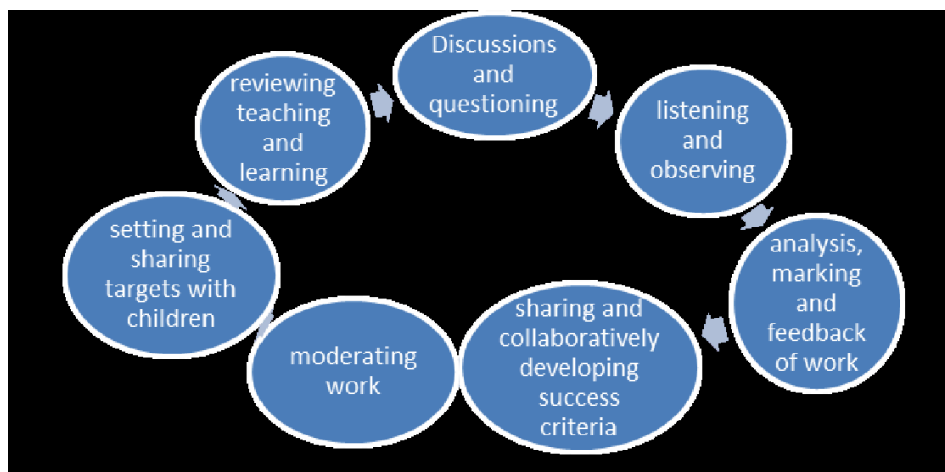 Discussions
and
questioning
listening
and
observing
analysis,
marking
and
feedback
of work
sharing and
collaboratively
developing
success
criteria
moderating
work
setting and
sharing
targets with
children
reviewing
teaching
and
learning